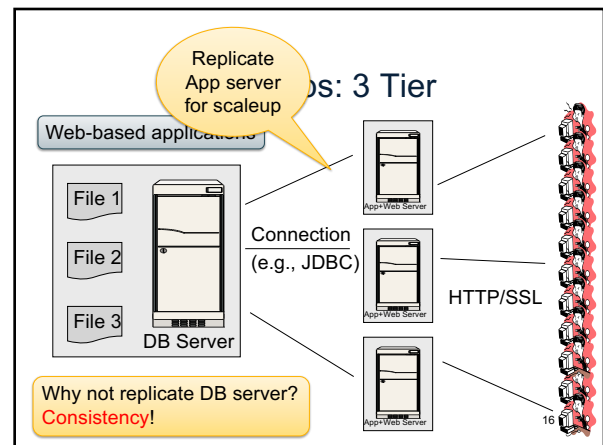 Replicate
App server
for scaleup
os: 3 Tier
Web-based applications
File 1
File 2
File 3
DB Server
Connection
(e.g., JDBC)
App+Web Server
App+Web Server
App+Web Server
HTTP/SSL
Why not replicate DB server?
Consistency!
16